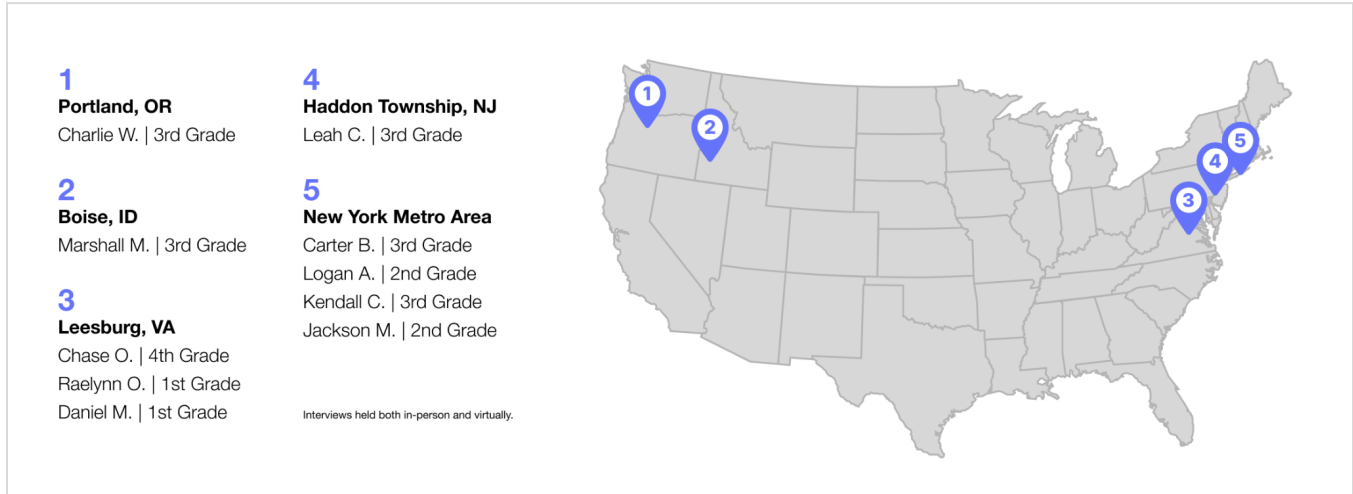 1
Portland, OR
Charlie W. | 3rd Grade
2
Boise, ID
Marshall M. | 3rd Grade
3
Leesburg, VA
Chase O. | 4th Grade
Raelynn O. | 1st Grade
Daniel M. | 1st Grade
4
Haddon Township, NJ
Leah C. | 3rd Grade
5
New York Metro Area
Carter B. | 3rd Grade
Logan A. | 2nd Grade
Kendall C. | 3rd Grade
Jackson M. | 2nd Grade
Interviews held both in-person and virtually.
1
2
3
4
5